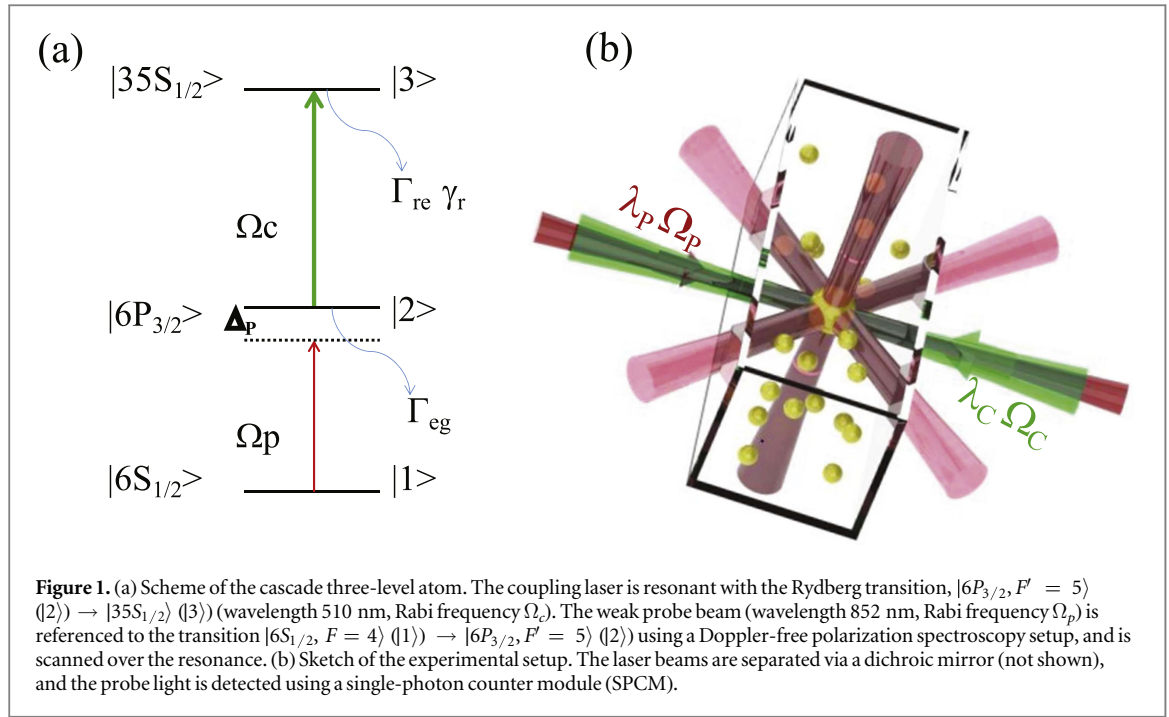 (a)
(b)
|35S1/2> |3>
Γre γr
Ωc
|6P3/2> |2>
ΔP
Γeg
Ωp
|6S1/2> |1>
λP ΩP
λC ΩC
Figure 1. (a) Scheme of the cascade three-level atom. The coupling laser is resonant with the Rydberg transition, |6P3/2, F′ = 5⟩
(|2⟩) → |35S1/2⟩ (|3⟩) (wavelength 510 nm, Rabi frequency Ωc). The weak probe beam (wavelength 852 nm, Rabi frequency Ωp) is
referenced to the transition |6S1/2, F = 4⟩ (|1⟩) → |6P3/2, F′ = 5⟩ (|2⟩) using a Doppler-free polarization spectroscopy setup, and is
scanned over the resonance. (b) Sketch of the experimental setup. The laser beams are separated via a dichroic mirror (not shown),
and the probe light is detected using a single-photon counter module (SPCM).